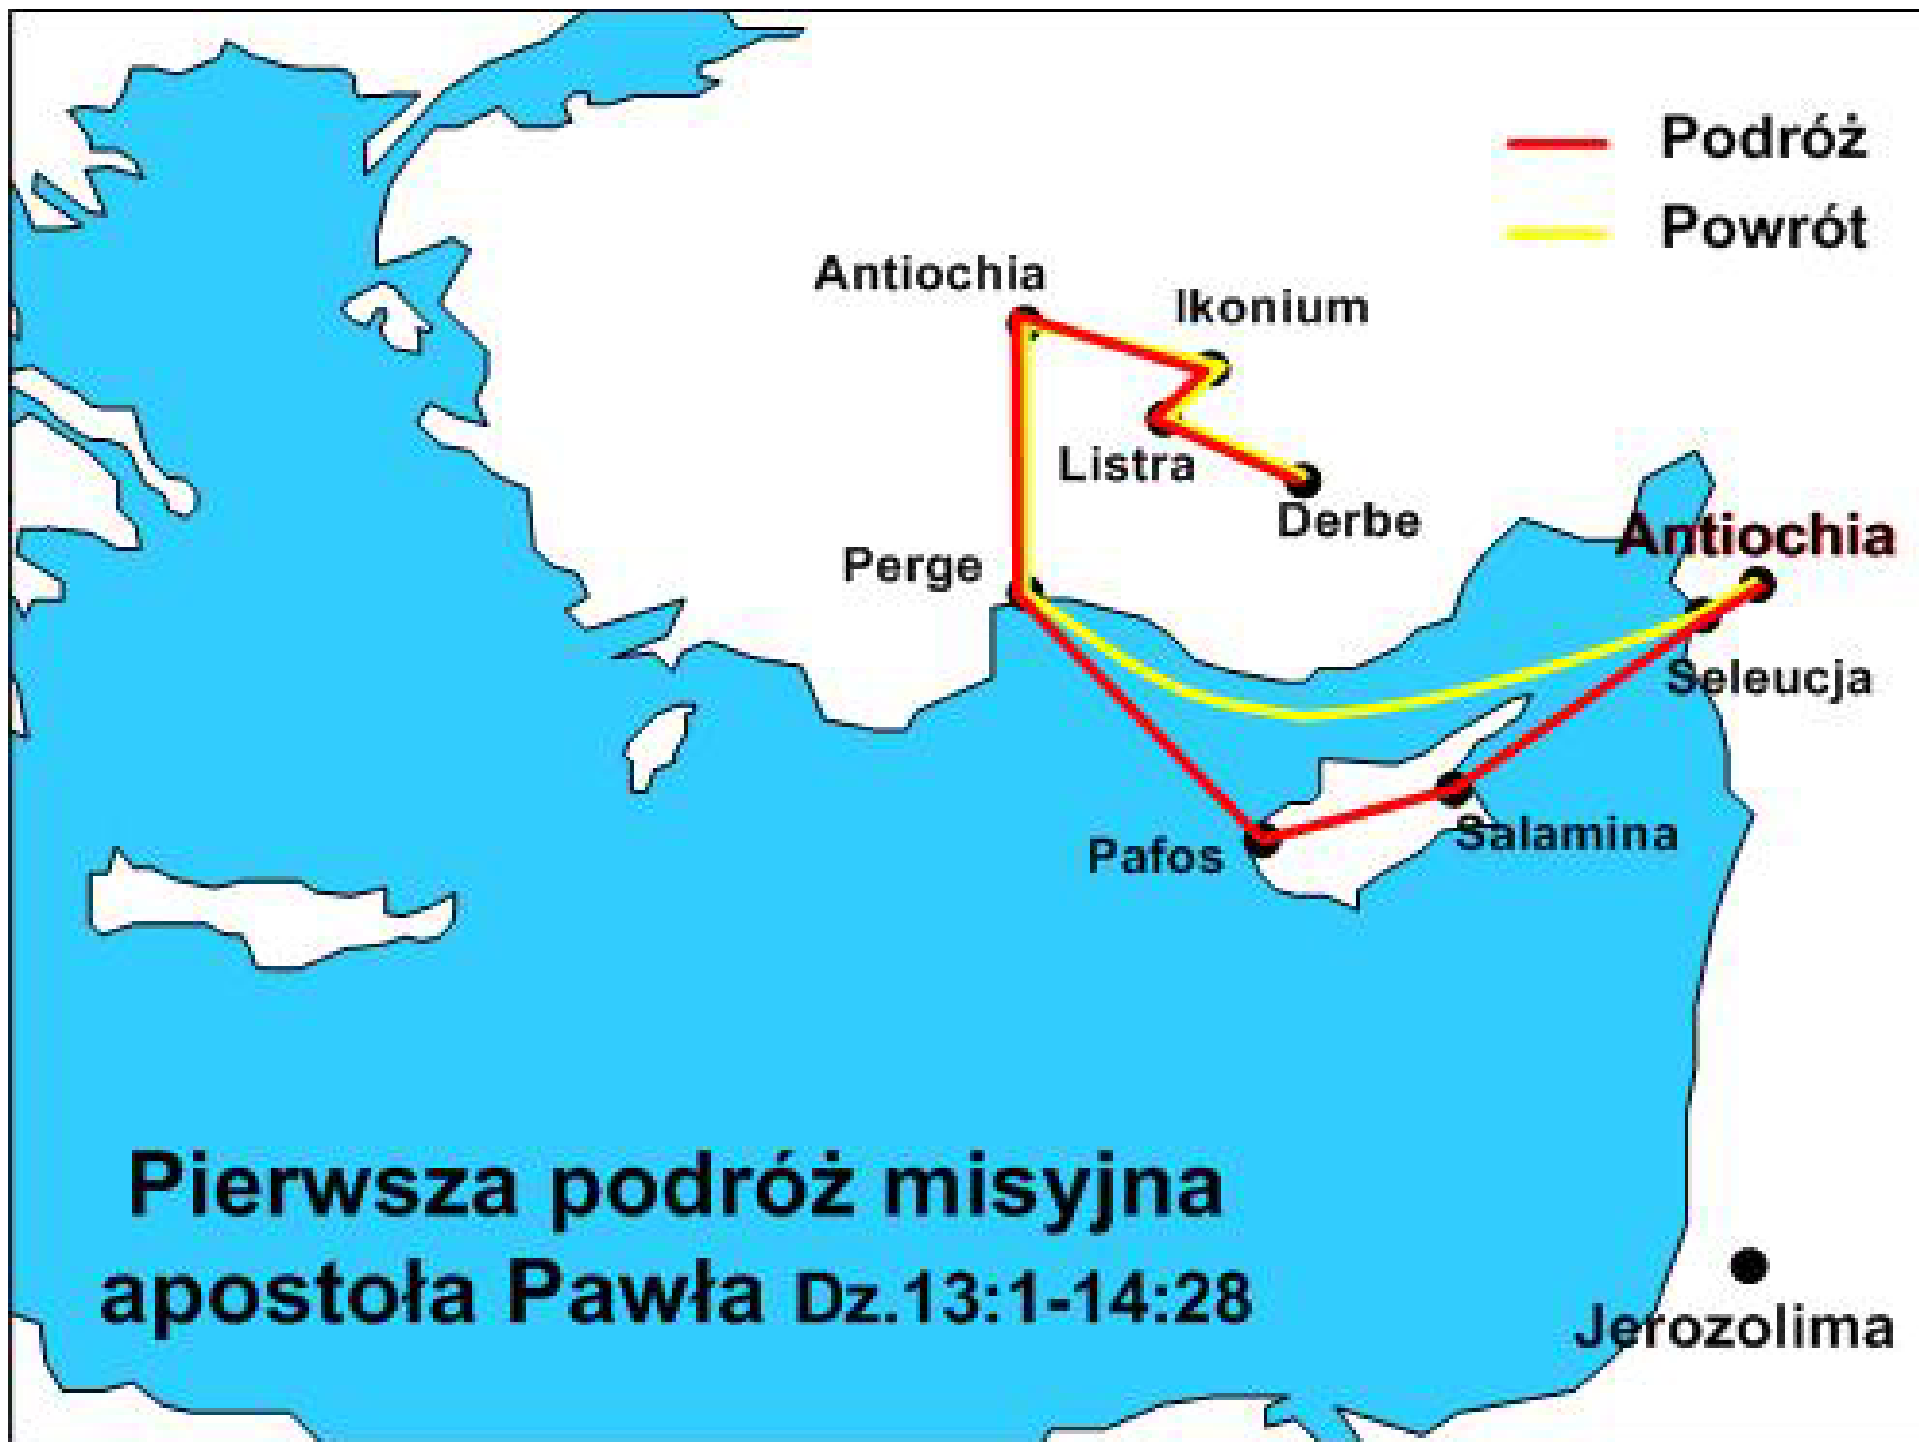 Podróż
Powrót
Antiochia
Ikonium
Listra
Derbe
Antiochia
Perge
Seleucja
Salamina
Pafos
Pierwsza podróż misyjna
apostoła Pawła Dz.13:1-14:28
Jerozolima